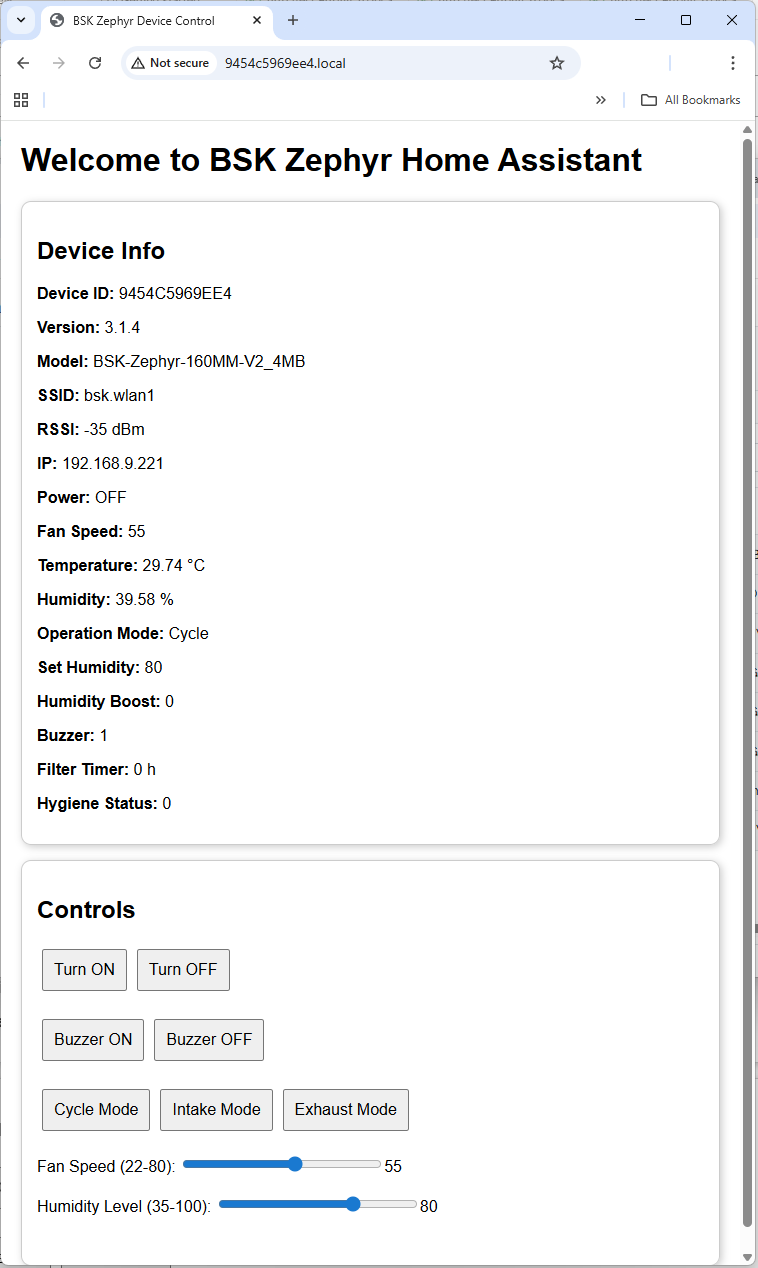 BSK Zephyr Device Control
Not secure 9454c5969ee4.local
All Bookmarks
Welcome to BSK Zephyr Home Assistant
Device Info
Device ID: 9454C5969EE4
Version: 3.1.4
Model: BSK-Zephyr-160MM-V2_4MB
SSID: bsk.wlan1
RSSI: -35 dBm
IP: 192.168.9.221
Power: OFF
Fan Speed: 55
Temperature: 29.74 °C
Humidity: 39.58 %
Operation Mode: Cycle
Set Humidity: 80
Humidity Boost: 0
Buzzer: 1
Filter Timer: 0 h
Hygiene Status: 0
Controls
Turn ON Turn OFF
Buzzer ON Buzzer OFF
Cycle Mode Intake Mode Exhaust Mode
Fan Speed (22-80): 55
Humidity Level (35-100): 80